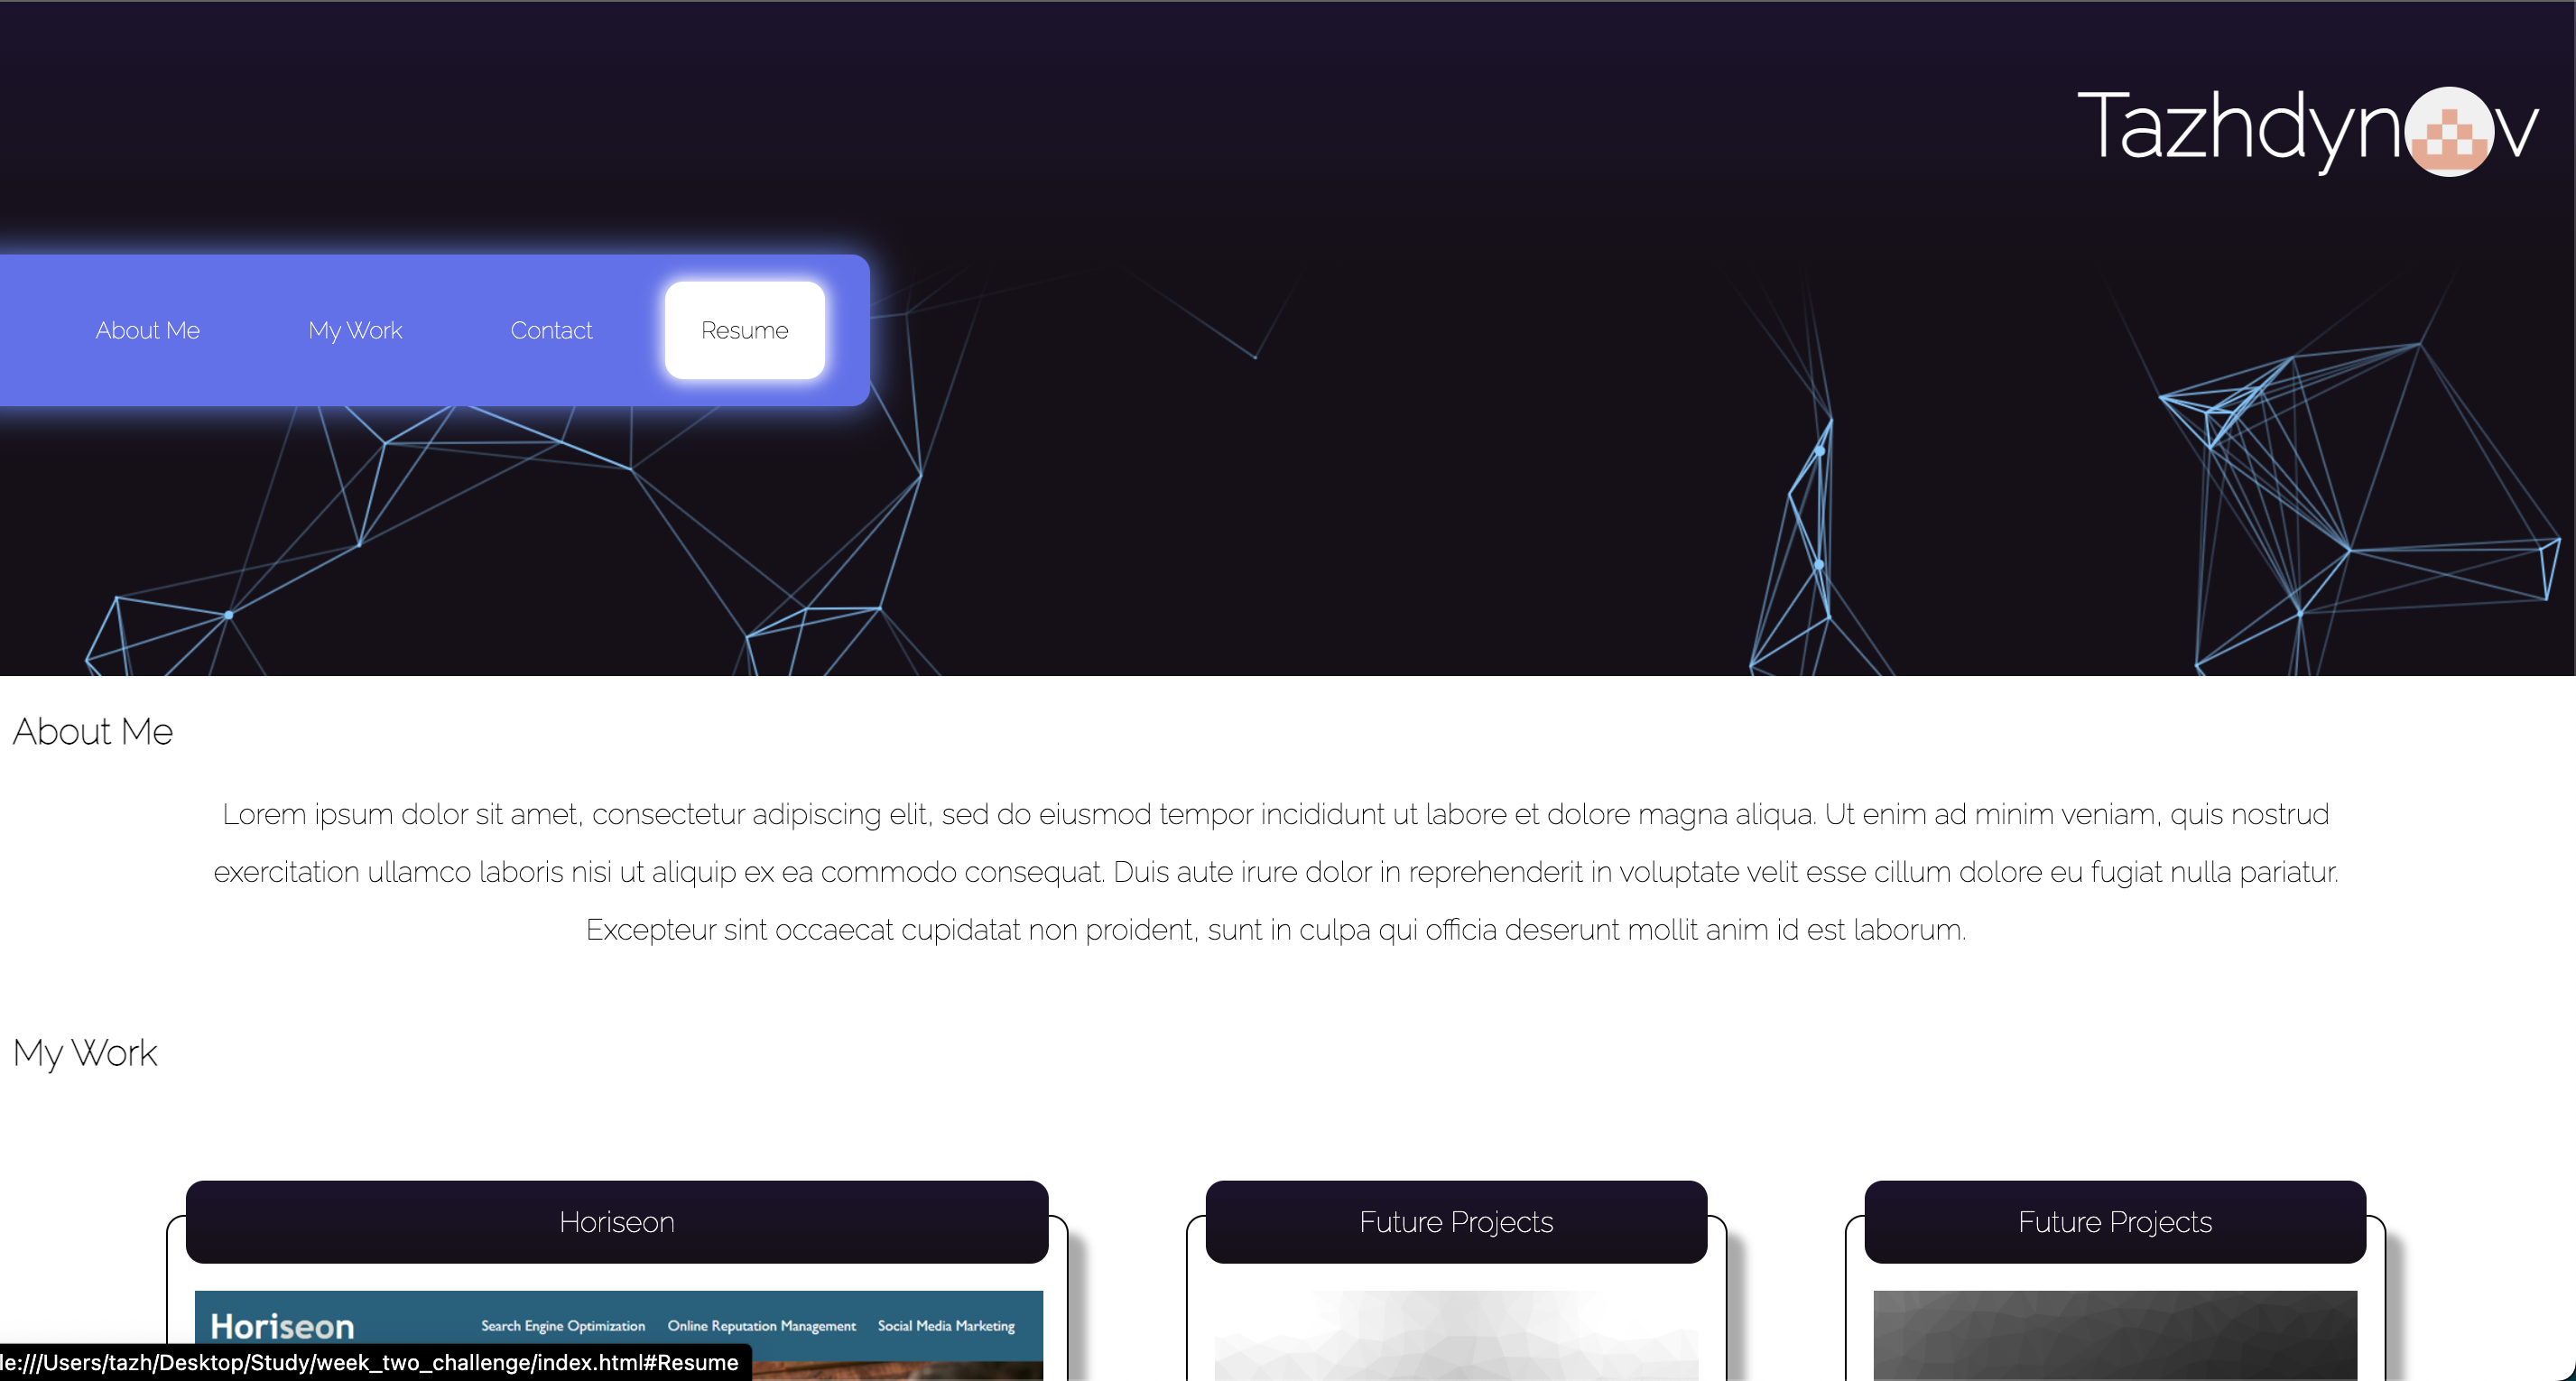 Tazhdyn v
About Me
My Work
Contact
Resume
About Me
Lorem ipsum dolor sit amet, consectetur adipiscing elit, sed do eiusmod tempor incididunt ut labore et dolore magna aliqua. Ut enim ad minim veniam, quis nostrud
exercitation ullamco laboris nisi ut aliquip ex ea commodo consequat. Duis aute irure dolor in reprehenderit in voluptate velit esse cillum dolore eu fugiat nulla pariatur.
Excepteur sint occaecat cupidatat non proident, sunt in culpa qui officia deserunt mollit anim id est laborum.
My Work
Horiseon
Future Projects
Future Projects
Horiseon
Search Engine Optimization
Online Reputation Management
Social Media Marketing
le:///Users/tazh/Desktop/Study/week_two_challenge/index.html#Resume